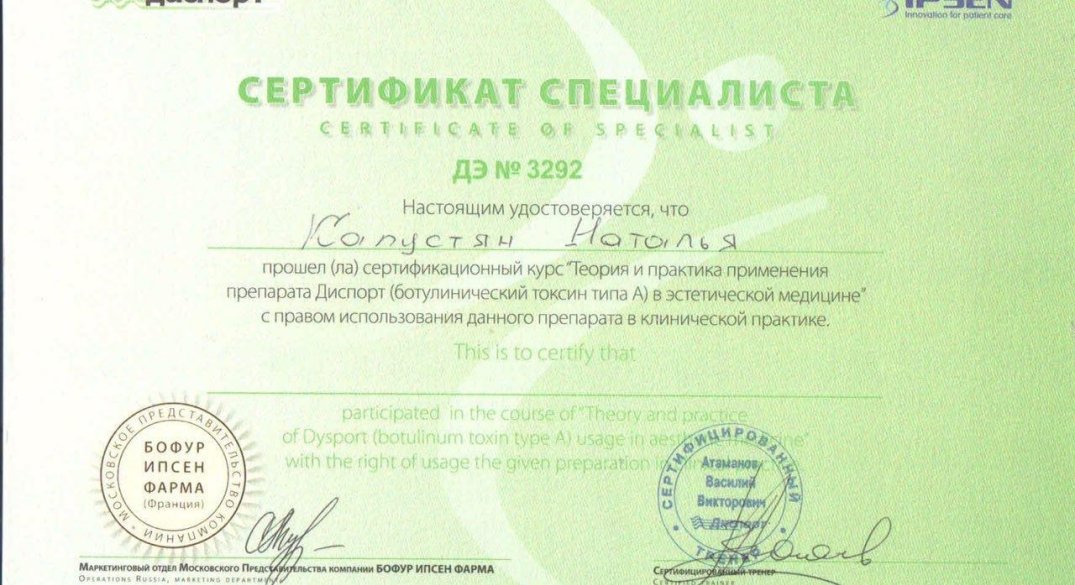 диспорт
IPSEN
Innovation for patient care
СЕРТИФИКАТ СПЕЦИАЛИСТА
CERTIFICATE OF SPECIALIST
ДЭ № 3292
Настоящим удостоверяется, что
Капустян Наталья
прошел (ла) сертификационный курс "Теория и практика применения
препарата Диспорт (ботулинический токсин типа А) в эстетической медицине"
с правом использования данного препарата в клинической практике.
This is to certify that
participated in the course of "Theory and practice
of Dysport (botulinum toxin type A) usage in
with the right of usage the given preparation
МОСКОВСКОЕ ПРЕДСТАВИТЕЛЬСТВО КОМПАНИИ
БОФУР
ИПСЕН
ФАРМА
(Франция)
СЕРТИФИЦИРОВАННЫЙ
Атаманов
Василий
Викторович
Диспорт
ТРЕНЕР
МАРКЕТИНГОВЫЙ ОТДЕЛ МОСКОВСКОГО ПРЕДСТАВИТЕЛЬСТВА КОМПАНИИ БОФУР ИПСЕН ФАРМА
OPERATIONS RUSSIA, MARKETING DEPARTMENT
СЕРТИФИЦИРОВАННЫЙ ТРЕНЕР